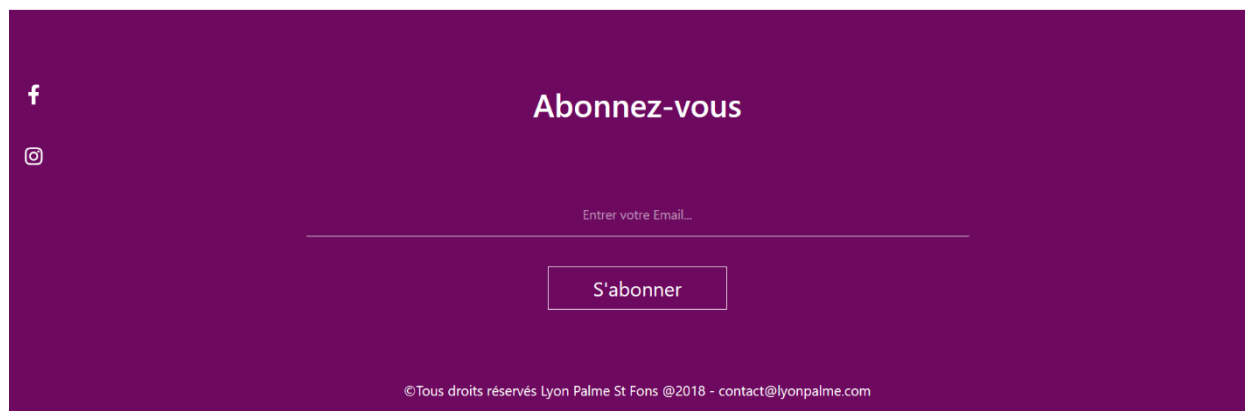 Abonnez-vous
Entrer votre Email...
S'abonner
©Tous droits réservés Lyon Palme St Fons @2018 - contact@lyonpalme.com